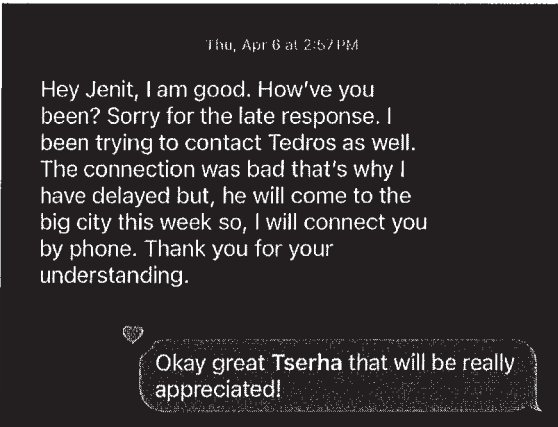 Thu, Apr 6 at 2:57 PM
Hey Jenit, I am good. How've you
been? Sorry for the late response. I
been trying to contact Tedros as well.
The connection was bad that's why I
have delayed but, he will come to the
big city this week so, I will connect you
by phone. Thank you for your
understanding.
Okay great Tserha that will be really
appreciated!